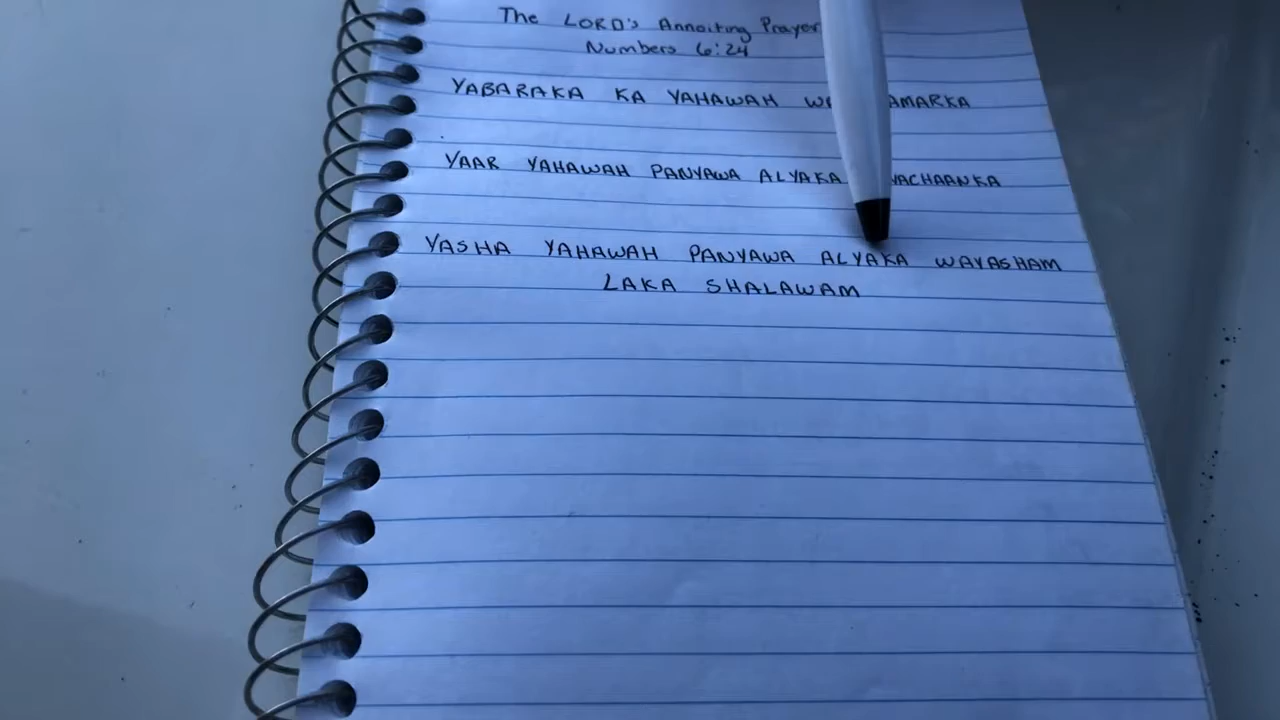 The LORD's Annoiting Prayer
Numbers 6:24
YABARAKA KA YAHAWAH
YAAR YAHAWAH PANYAWA ALYAKA
YASHA YAHAWAH PANYAWA ALYAKA WAYASHAM
LAKA SHALAWAM